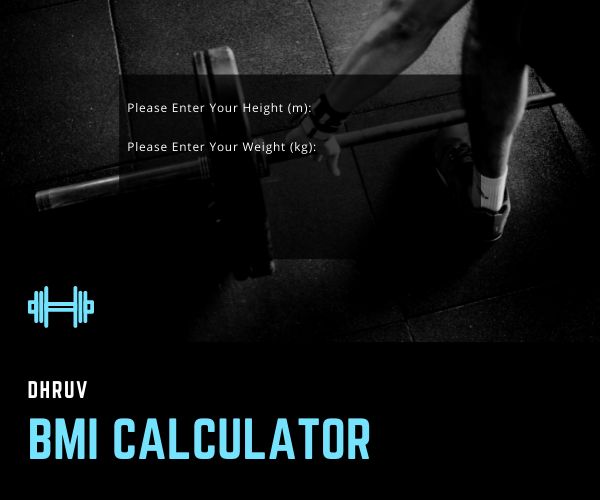 Please Enter Your Height (m):
Please Enter Your Weight (kg):
DHRUV
BMI CALCULATOR